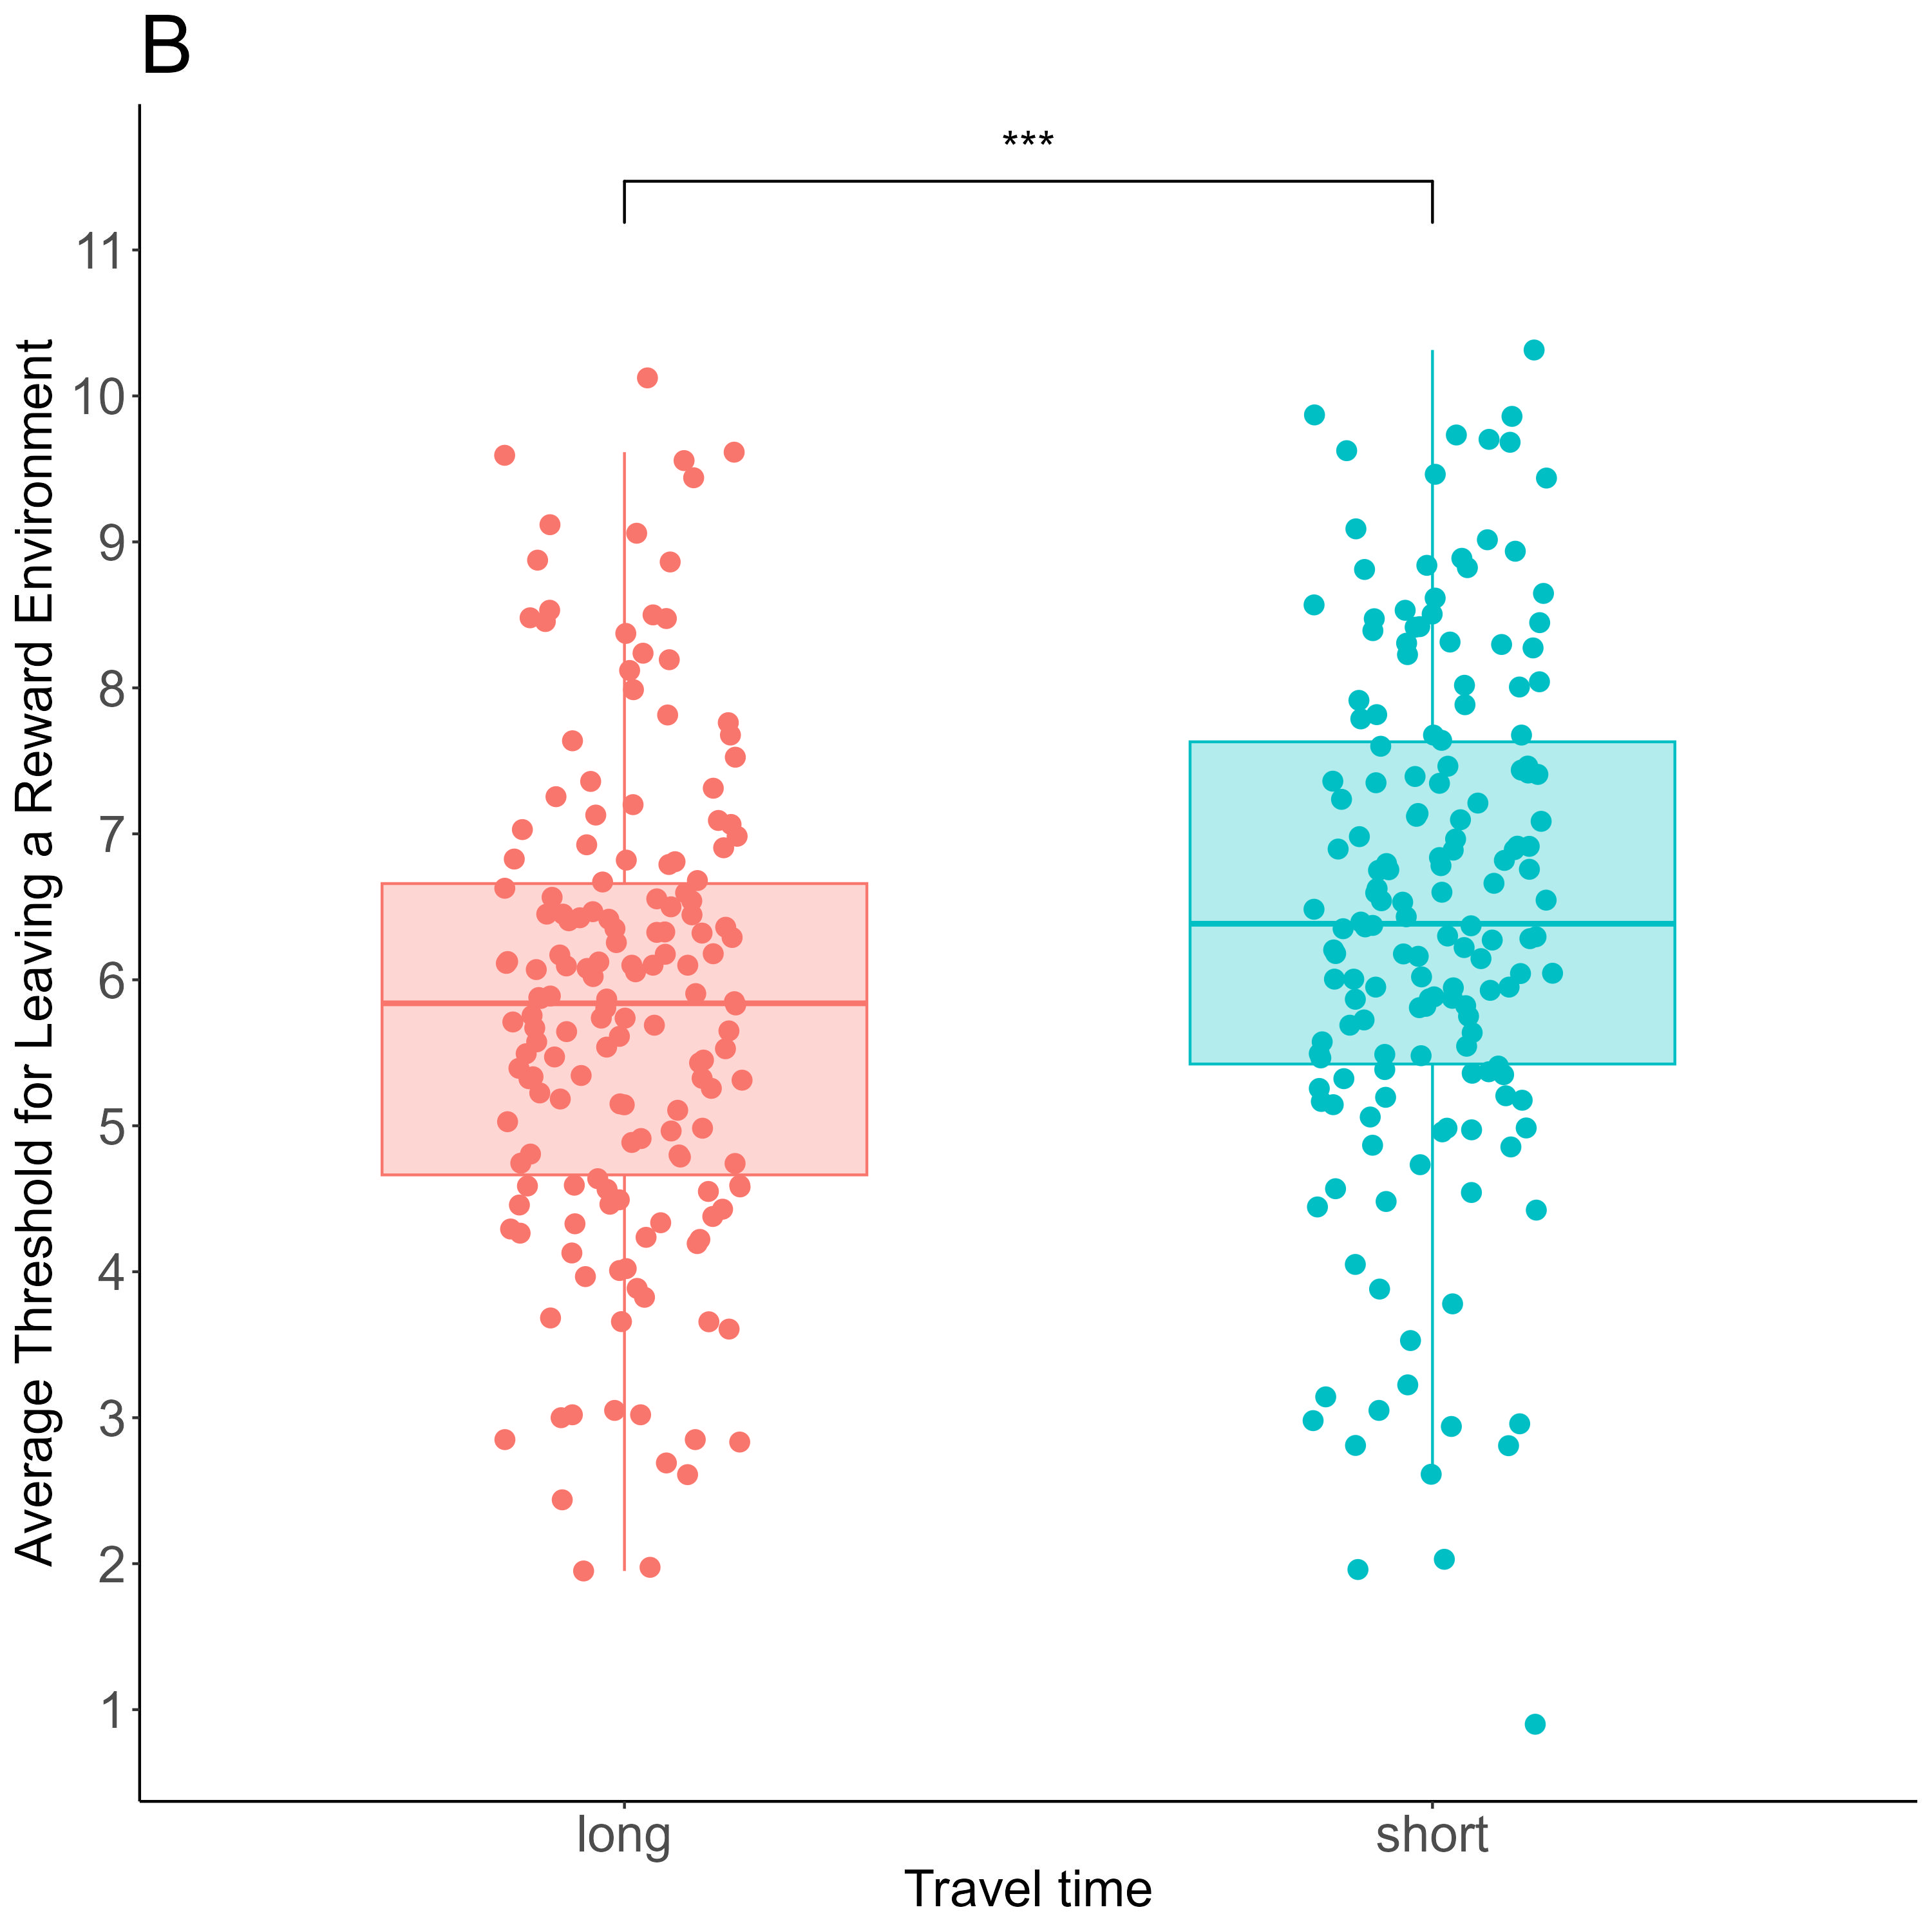 B
***
11
10
9
8
7
6
5
4
3
2
1
Average Threshold for Leaving a Reward Environment
long
short
Travel time